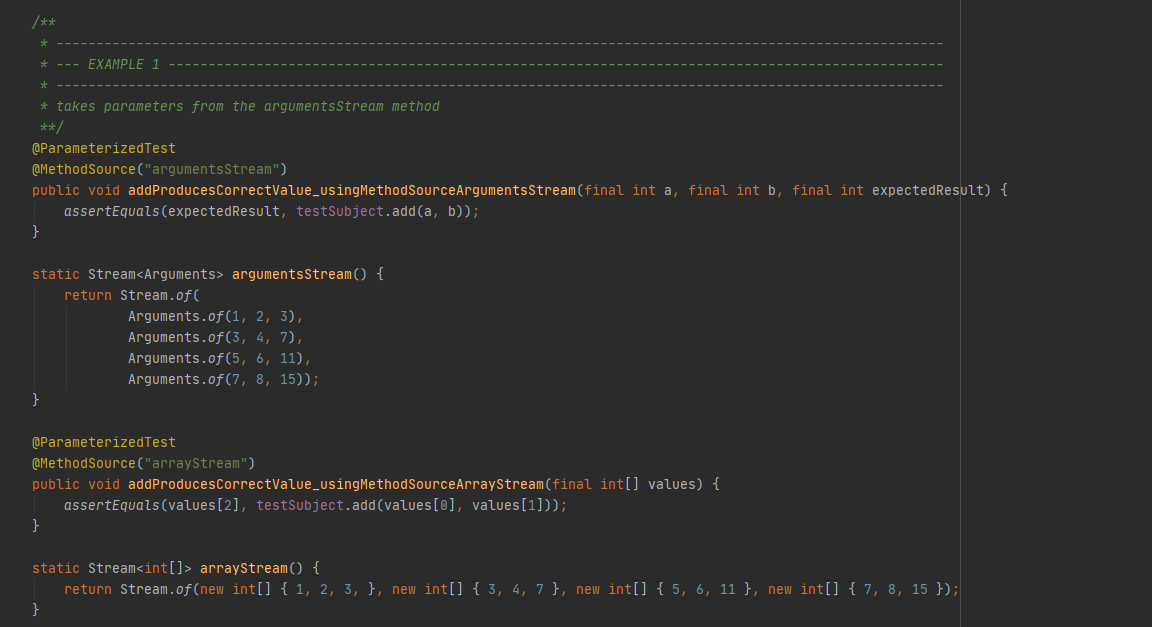 /**
 * ---------------------------------------------------------------------------------------------------------------
 * --- EXAMPLE 1 -------------------------------------------------------------------------------------------------
 * ---------------------------------------------------------------------------------------------------------------
 * takes parameters from the argumentsStream method
 **/
@ParameterizedTest
@MethodSource("argumentsStream")
public void addProducesCorrectValue_usingMethodSourceArgumentsStream(final int a, final int b, final int expectedResult) {
    assertEquals(expectedResult, testSubject.add(a, b));
}

static Stream<Arguments> argumentsStream() {
    return Stream.of(
            Arguments.of(1, 2, 3),
            Arguments.of(3, 4, 7),
            Arguments.of(5, 6, 11),
            Arguments.of(7, 8, 15));
}

@ParameterizedTest
@MethodSource("arrayStream")
public void addProducesCorrectValue_usingMethodSourceArrayStream(final int[] values) {
    assertEquals(values[2], testSubject.add(values[0], values[1]));
}

static Stream<int[]> arrayStream() {
    return Stream.of(new int[] { 1, 2, 3, }, new int[] { 3, 4, 7 }, new int[] { 5, 6, 11 }, new int[] { 7, 8, 15 });
}